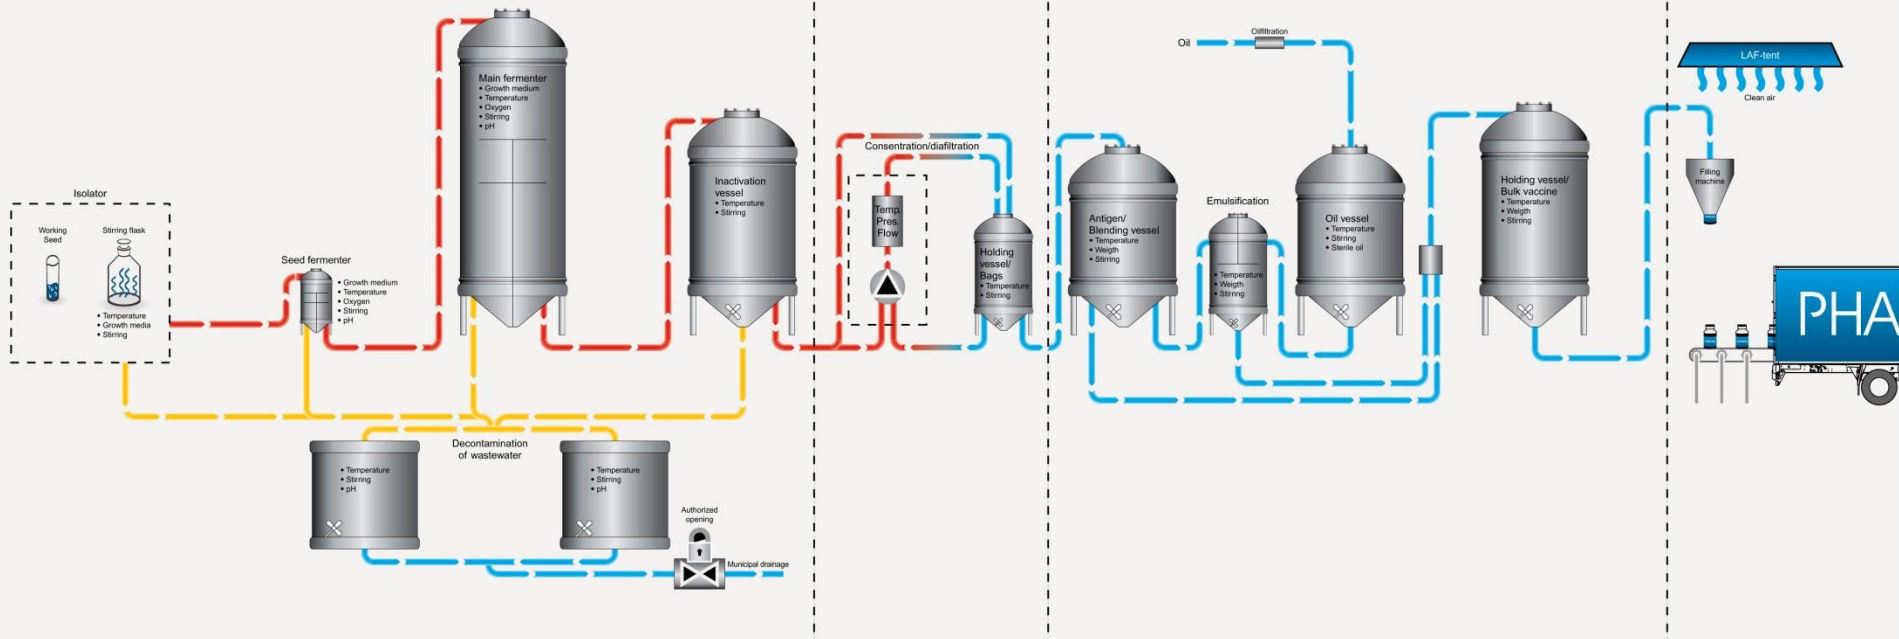 Isolator
Working
Seed
Stirring flask
• Temperature
• Growth media
• Stirring
Seed fermenter
• Growth medium
• Temperature
• Oxygen
• Stirring
• pH
Main fermenter
• Growth medium
• Temperature
• Oxygen
• Stirring
• pH
Inactivation
vessel
• Temperature
• Stirring
Decontamination
of wastewater
• Temperature
• Stirring
• pH
• Temperature
• Stirring
• pH
Authorized
opening
Municipal drainage
Consentration/diafiltration
Temp.
Pres.
Flow
Holding
vessel/
Bags
• Temperature
• Stirring
Oil
Oilfiltration
Antigen/
Blending vessel
• Temperature
• Weigth
• Stirring
Emulsification
• Temperature
• Weigth
• Stirring
Oil vessel
• Temperature
• Stirring
• Sterile oil
Holding vessel/
Bulk vaccine
• Temperature
• Weigth
• Stirring
LAF-tent
Clean air
Filling
machine
PHA